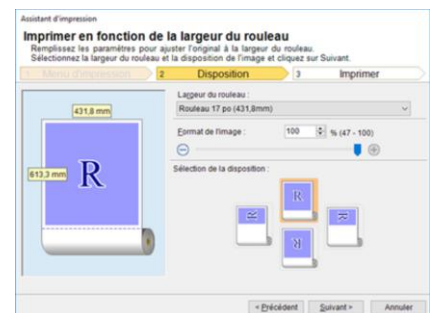 Assistant d'impression
Imprimer en fonction de la largeur du rouleau
Remplissez les paramètres pour ajuster l'original à la largeur du rouleau.
Sélectionnez la largeur du rouleau et la disposition de l'image et cliquez sur Suivant.
1 Menu d'impression 2 Disposition 3 Imprimer
Largeur du rouleau :
Rouleau 17 po (431,8mm)
431,8 mm
Format de l'image : 100 % (47 - 100)
613,3 mm
R
Sélection de la disposition :
R
R R
R
< Précédent Suivant > Annuler